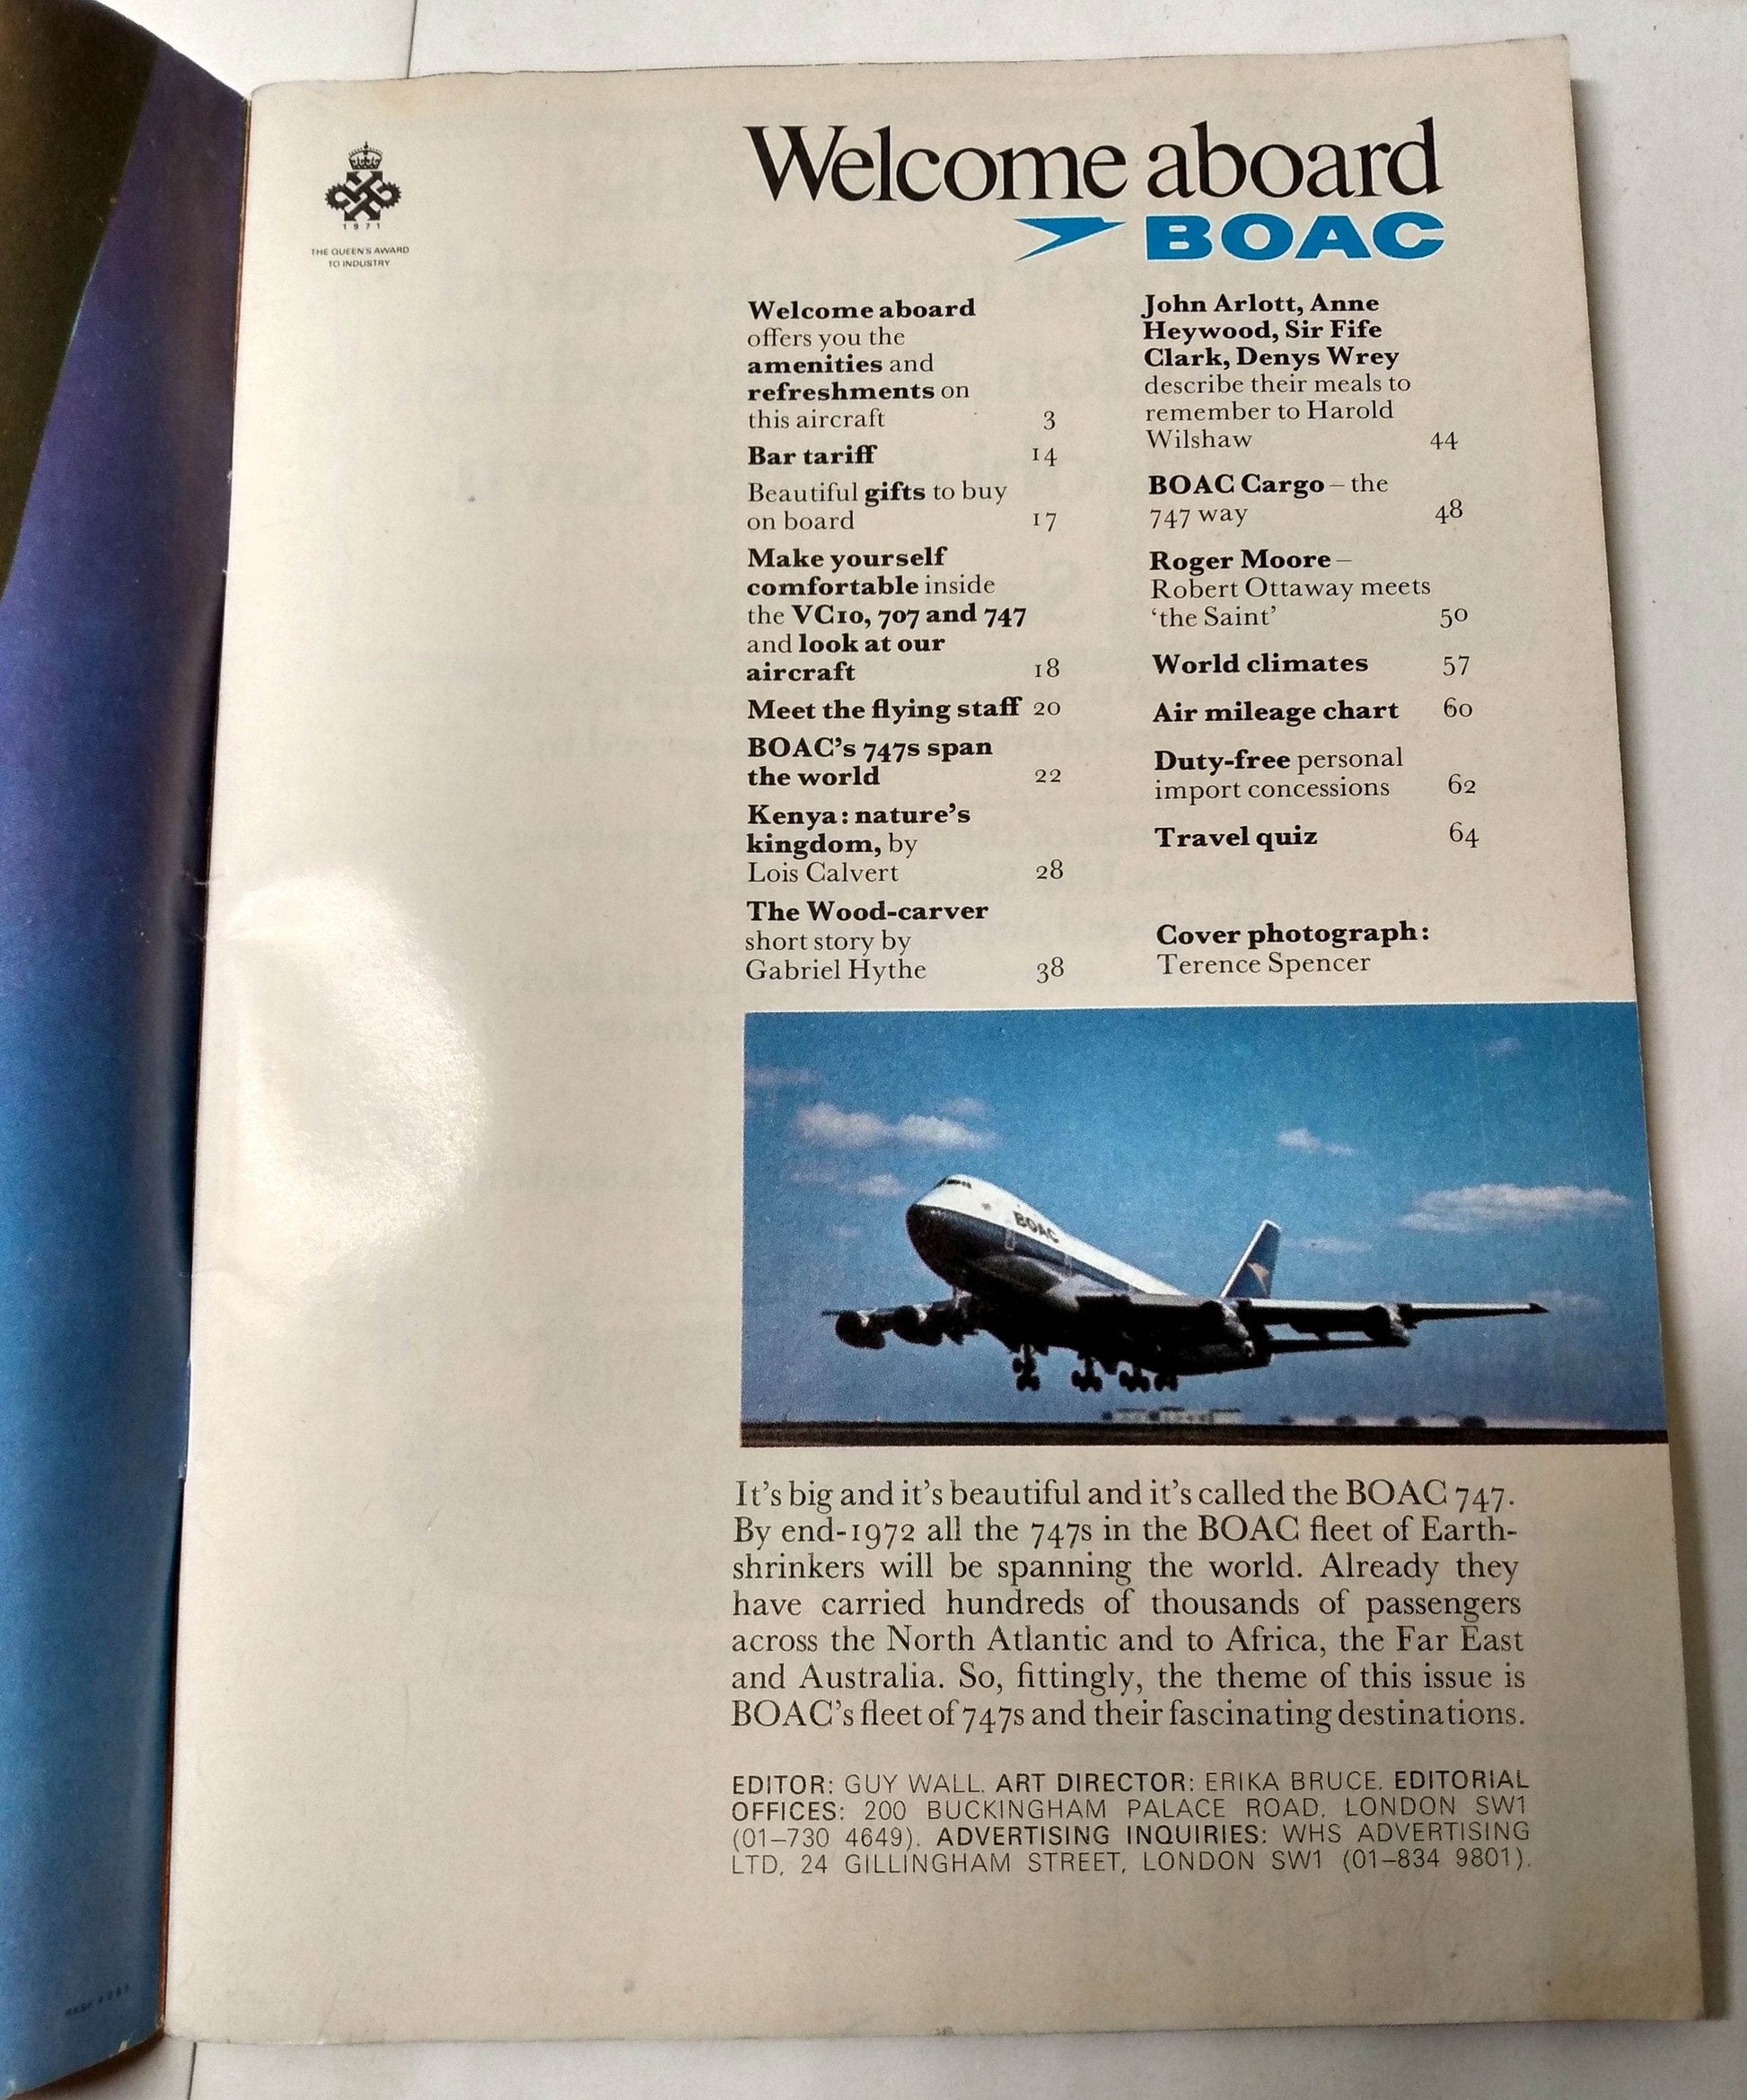 1971
THE QUEEN'S AWARD
TO INDUSTRY
Welcome aboard
BOAC
Welcome aboard
offers you the
amenities and
refreshments on
this aircraft 3
Bar tariff 14
Beautiful gifts to buy
on board 17
Make yourself
comfortable inside
the VC10, 707 and 747
and look at our
aircraft 18
Meet the flying staff 20
BOAC's 747s span
the world 22
Kenya: nature's
kingdom, by
Lois Calvert 28
The Wood-carver
short story by
Gabriel Hythe 38
John Arlott, Anne
Heywood, Sir Fife
Clark, Denys Wrey
describe their meals to
remember to Harold
Wilshaw 44
BOAC Cargo – the
747 way 48
Roger Moore –
Robert Ottaway meets
'the Saint' 50
World climates 57
Air mileage chart 60
Duty-free personal
import concessions 62
Travel quiz 64
Cover photograph:
Terence Spencer
BOAC
It's big and it's beautiful and it's called the BOAC 747.
By end-1972 all the 747s in the BOAC fleet of Earth-
shrinkers will be spanning the world. Already they
have carried hundreds of thousands of passengers
across the North Atlantic and to Africa, the Far East
and Australia. So, fittingly, the theme of this issue is
BOAC's fleet of 747s and their fascinating destinations.
EDITOR: GUY WALL. ART DIRECTOR: ERIKA BRUCE. EDITORIAL
OFFICES: 200 BUCKINGHAM PALACE ROAD, LONDON SW1
(01–730 4649). ADVERTISING INQUIRIES: WHS ADVERTISING
LTD, 24 GILLINGHAM STREET, LONDON SW1 (01–834 9801).